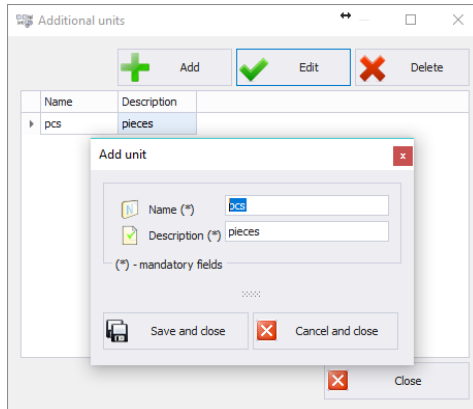 Additional units
Add Edit Delete
Name Description
pcs pieces
Add unit
Name (*) pcs
Description (*) pieces
(*) - mandatory fields
Save and close Cancel and close
Close